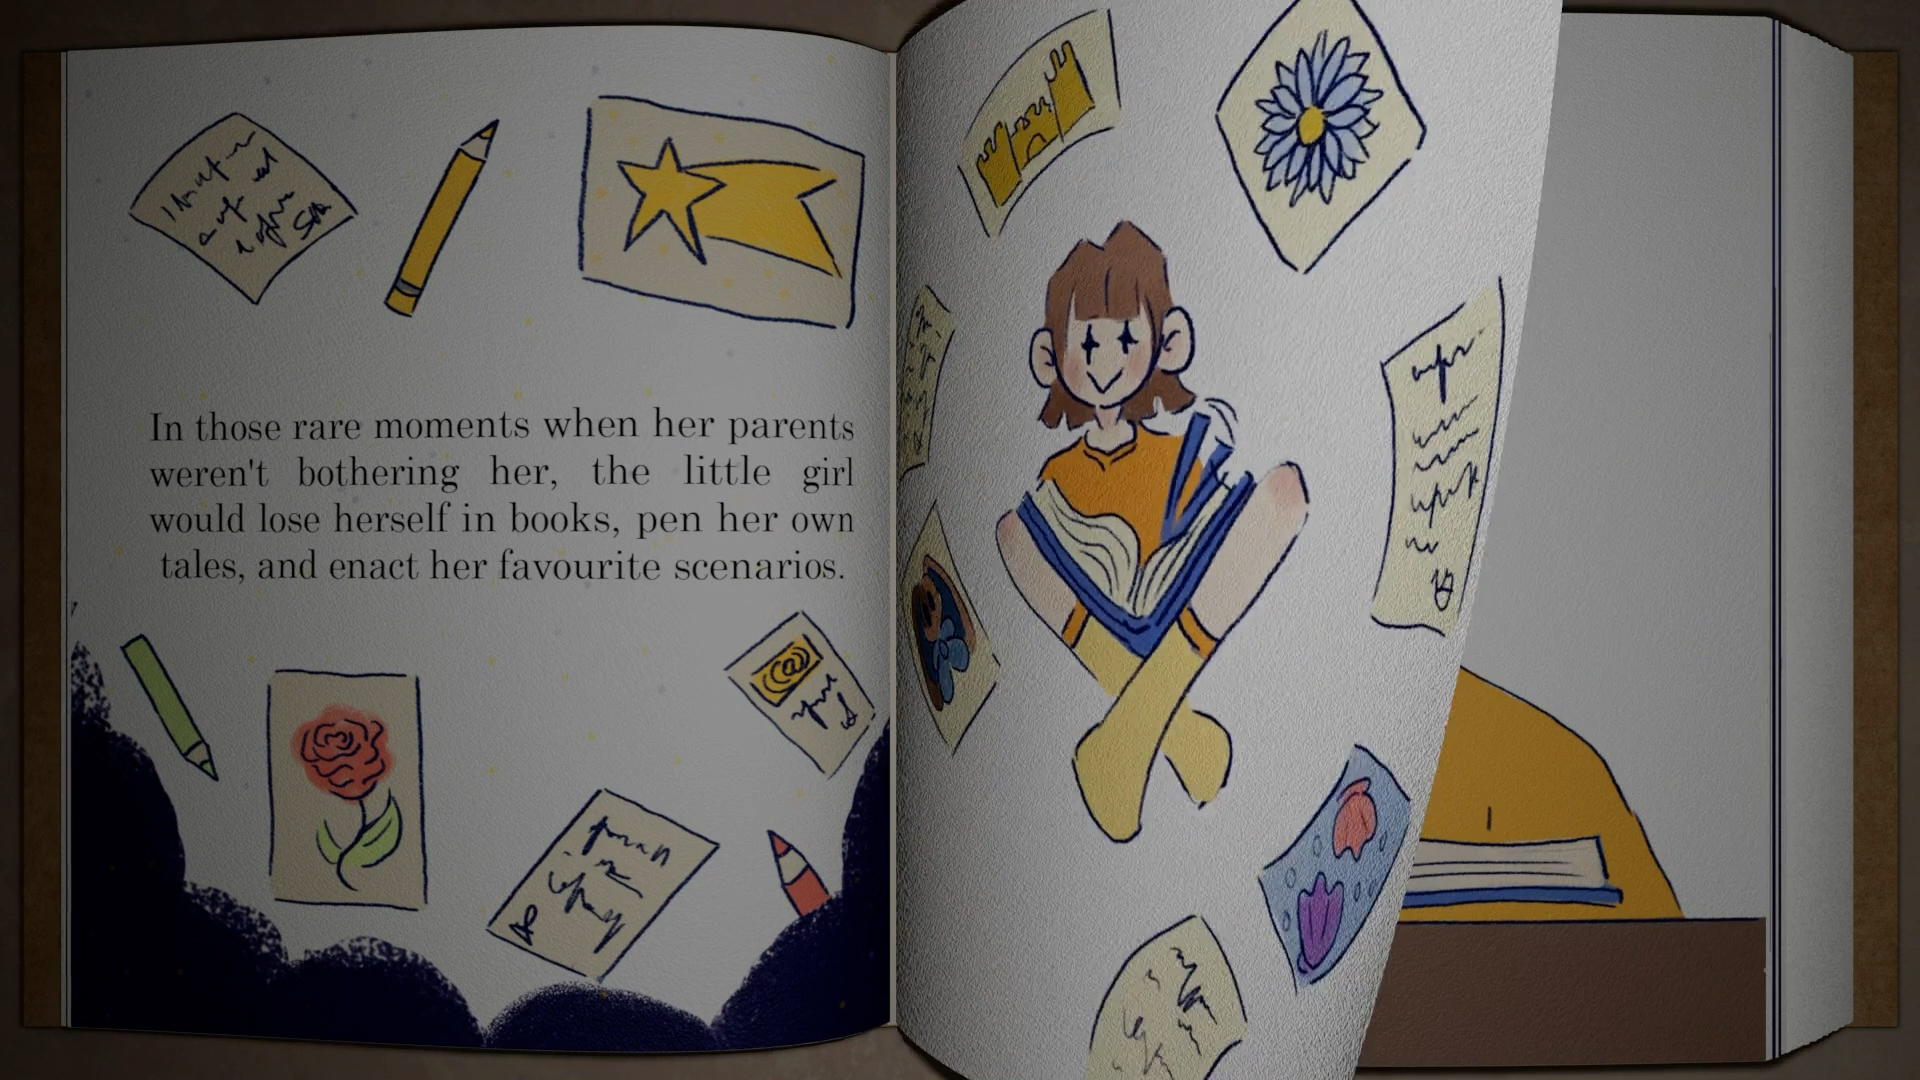 In those rare moments when her parents
weren't bothering her, the little girl
would lose herself in books, pen her own
tales, and enact her favourite scenarios.